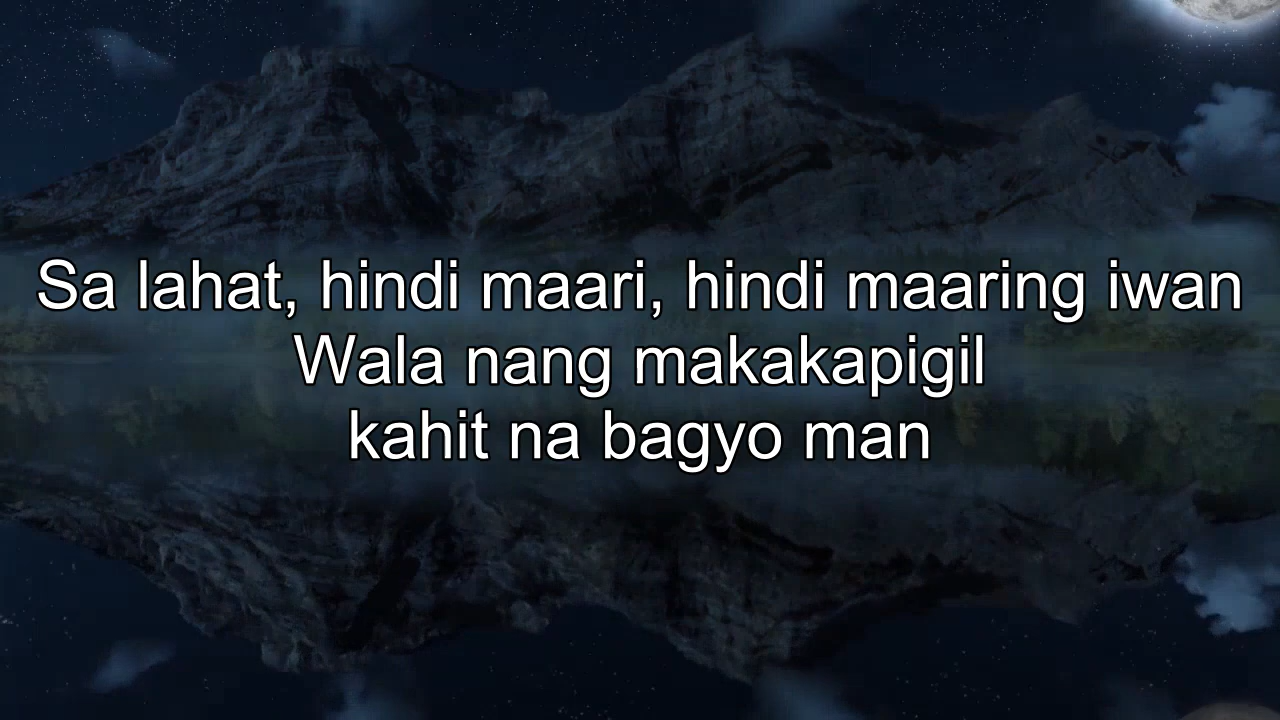 Sa lahat, hindi maari, hindi maaring iwan
Wala nang makakapigil
kahit na bagyo man